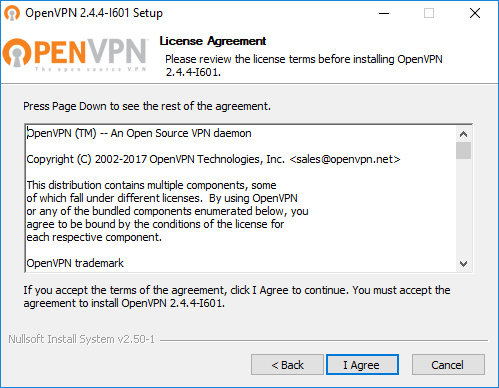 OpenVPN 2.4.4-I601 Setup
OPENVPN™
The open source VPN
License Agreement
Please review the license terms before installing OpenVPN
2.4.4-I601.
Press Page Down to see the rest of the agreement.
OpenVPN (TM) -- An Open Source VPN daemon
Copyright (C) 2002-2017 OpenVPN Technologies, Inc. <sales@openvpn.net>
This distribution contains multiple components, some
of which fall under different licenses.  By using OpenVPN
or any of the bundled components enumerated below, you
agree to be bound by the conditions of the license for
each respective component.
OpenVPN trademark
If you accept the terms of the agreement, click I Agree to continue. You must accept the
agreement to install OpenVPN 2.4.4-I601.
Nullsoft Install System v2.50-1
< Back
I Agree
Cancel